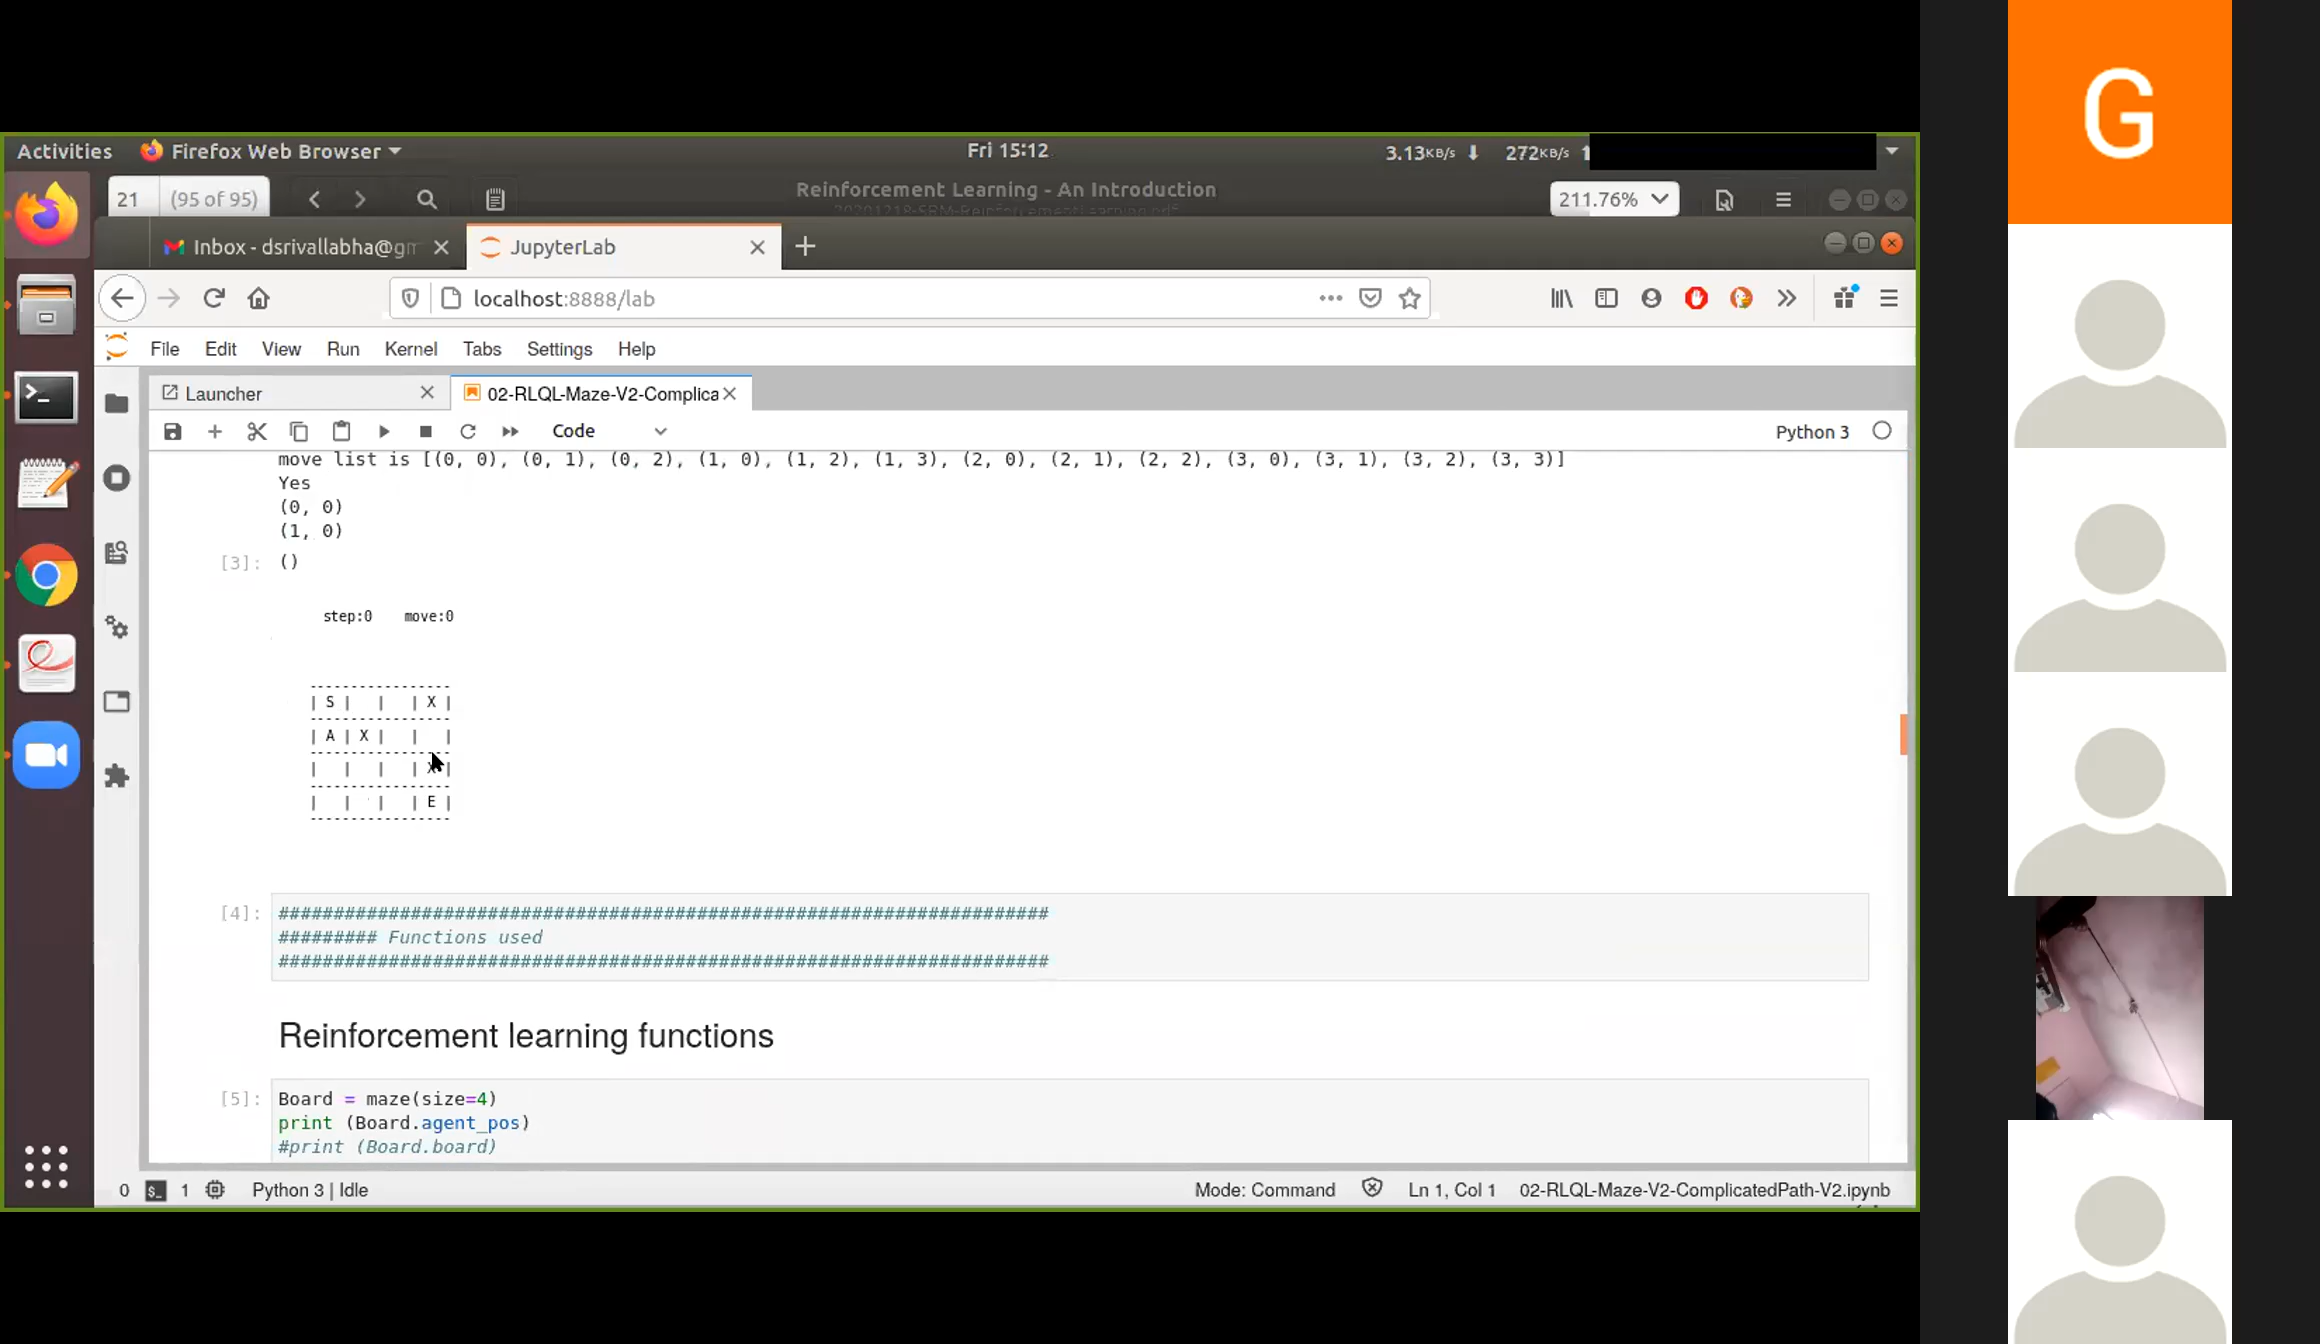 G
Activities Firefox Web Browser Fri 15:12 3.13KB/s 272KB/s
21 (95 of 95) Reinforcement Learning - An Introduction 211.76%
Inbox - dsrivallabha@gm JupyterLab
localhost:8888/lab
File Edit View Run Kernel Tabs Settings Help
Launcher 02-RLQL-Maze-V2-Complica
Code Python 3
move list is [(0, 0), (0, 1), (0, 2), (1, 0), (1, 2), (1, 3), (2, 0), (2, 1), (2, 2), (3, 0), (3, 1), (3, 2), (3, 3)]
Yes
(0, 0)
(1, 0)
[3]: ()
step:0 move:0
-----------------
| S |   |   | X |
-----------------
| A | X |   |   |
-----------------
|   |   |   | X |
-----------------
|   |   |   | E |
-----------------
[4]: ######################################################################
######### Functions used
######################################################################
Reinforcement learning functions
[5]: Board = maze(size=4)
print (Board.agent_pos)
#print (Board.board)
0 $_ 1 Python 3 | Idle Mode: Command Ln 1, Col 1 02-RLQL-Maze-V2-ComplicatedPath-V2.ipynb